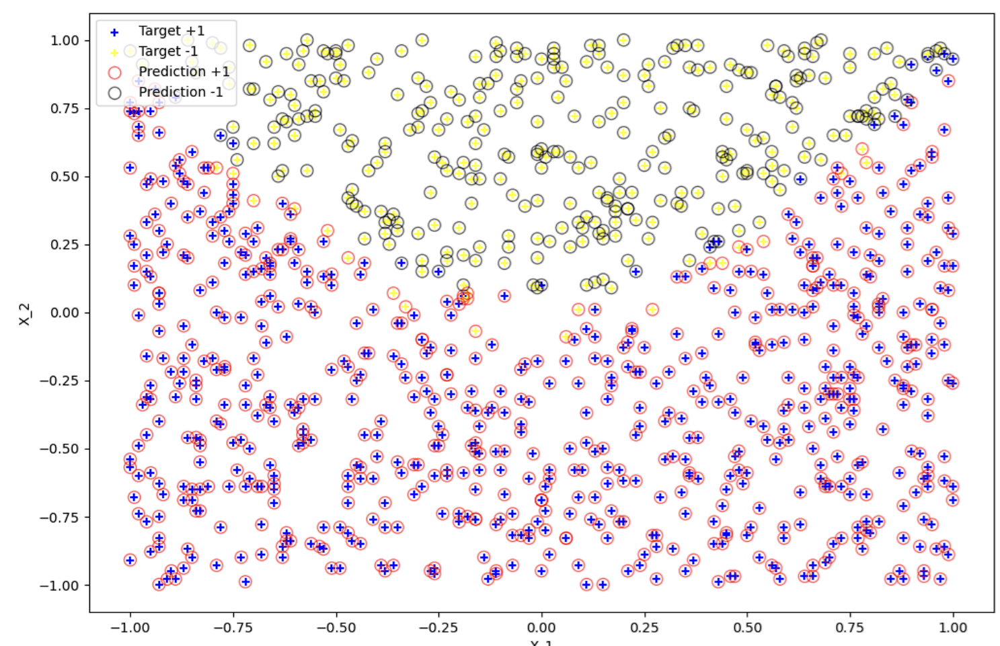 Target +1
Target -1
Prediction +1
Prediction -1
X_2
1.00
0.75
0.50
0.25
0.00
−0.25
−0.50
−0.75
−1.00
−1.00 −0.75 −0.50 −0.25 0.00 0.25 0.50 0.75 1.00
X_1